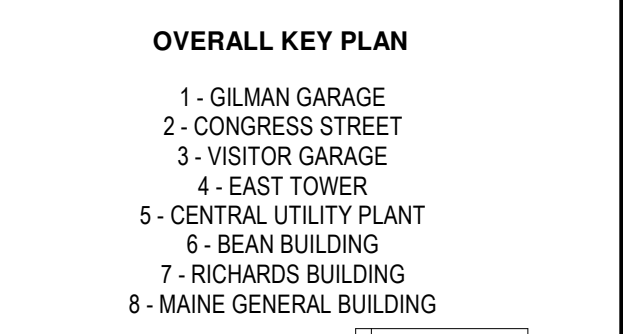 OVERALL KEY PLAN
1 - GILMAN GARAGE
2 - CONGRESS STREET
3 - VISITOR GARAGE
4 - EAST TOWER
5 - CENTRAL UTILITY PLANT
6 - BEAN BUILDING
7 - RICHARDS BUILDING
8 - MAINE GENERAL BUILDING